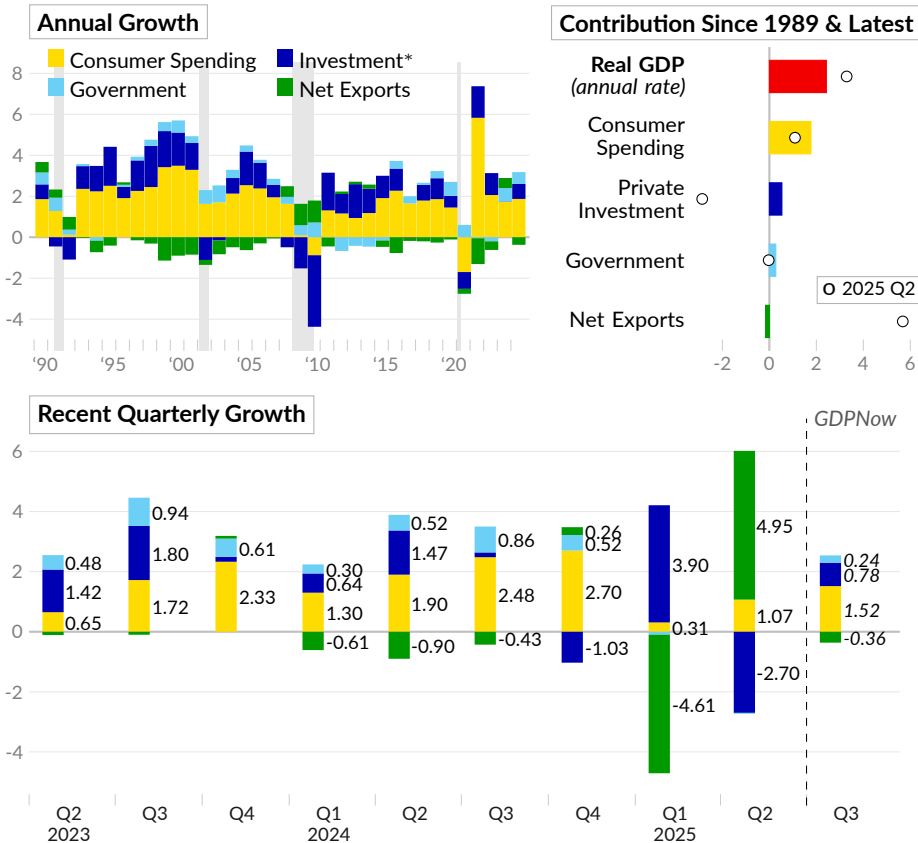 Annual Growth
Consumer Spending
Investment*
Government
Net Exports
8
6
4
2
0
-2
-4
‘90
‘95
‘00
‘05
‘10
‘15
‘20
Contribution Since 1989 & Latest
Real GDP
(annual rate)
Consumer
Spending
Private
Investment
Government
Net Exports
2025 Q2
-2
0
2
4
6
Recent Quarterly Growth
GDPNow
6
4
2
0
-2
-4
0.48
1.42
0.65
0.94
1.80
1.72
0.61
2.33
0.30
0.64
1.30
-0.61
0.52
1.47
1.90
-0.90
0.86
2.48
-0.43
0.26
0.52
2.70
-1.03
3.90
0.31
-4.61
4.95
1.07
-2.70
0.24
0.78
1.52
-0.36
Q2
2023
Q3
Q4
Q1
2024
Q2
Q3
Q4
Q1
2025
Q2
Q3